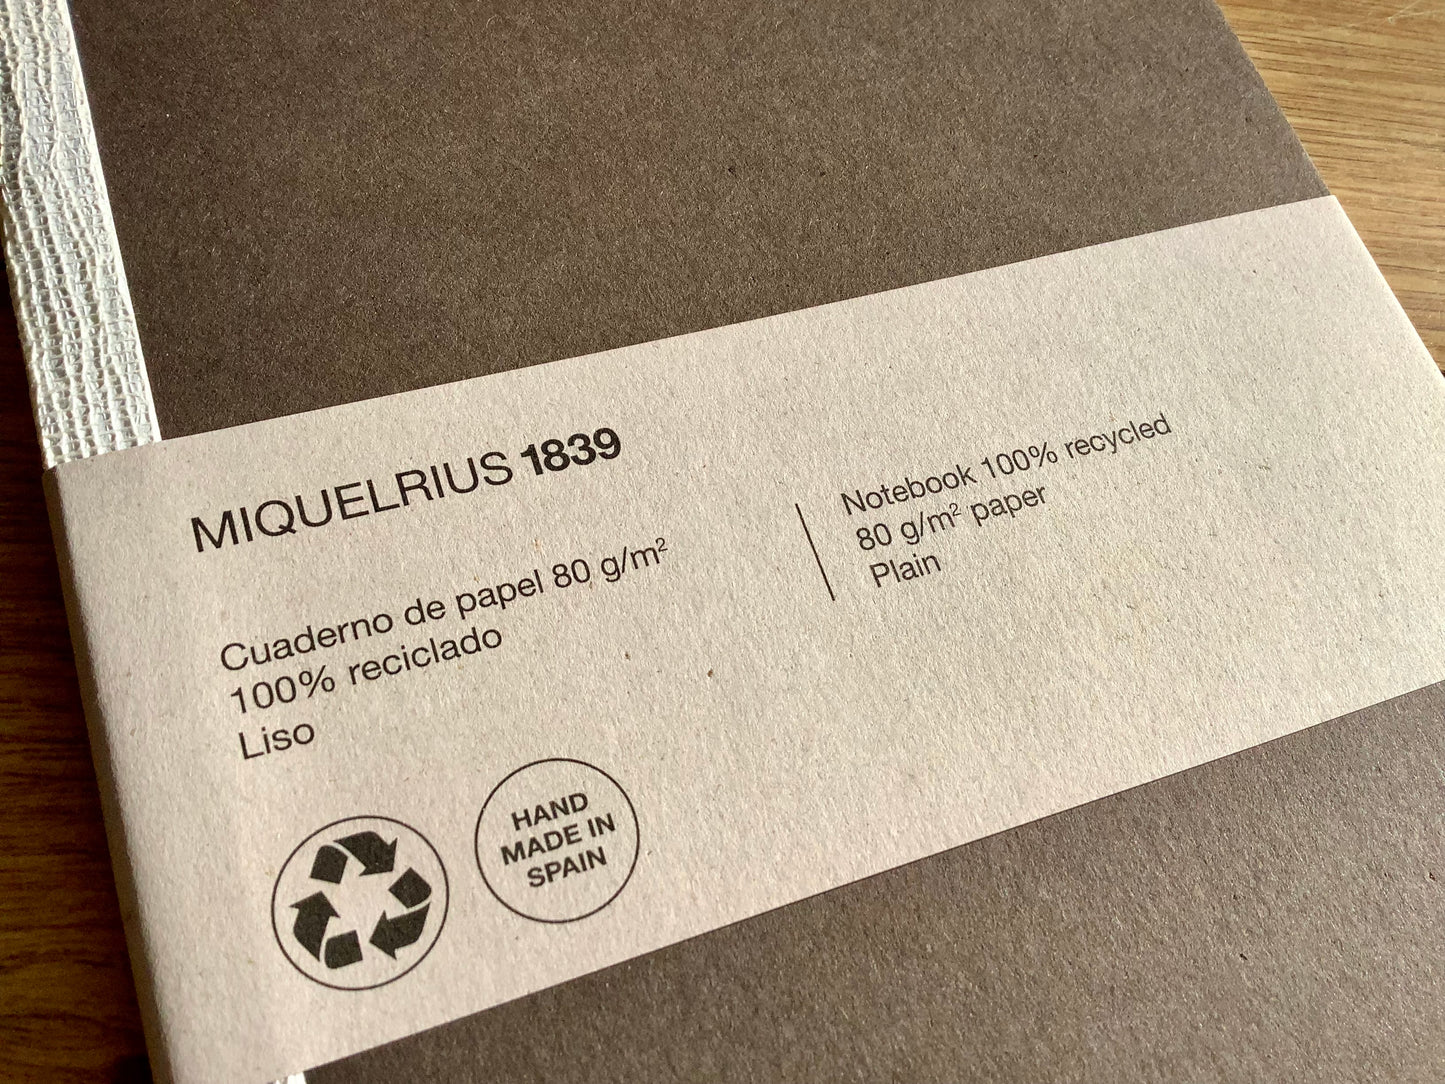 MIQUELRIUS 1839
Cuaderno de papel 80 g/m²
100% reciclado
Liso
Notebook 100% recycled
80 g/m² paper
Plain
HAND
MADE IN
SPAIN